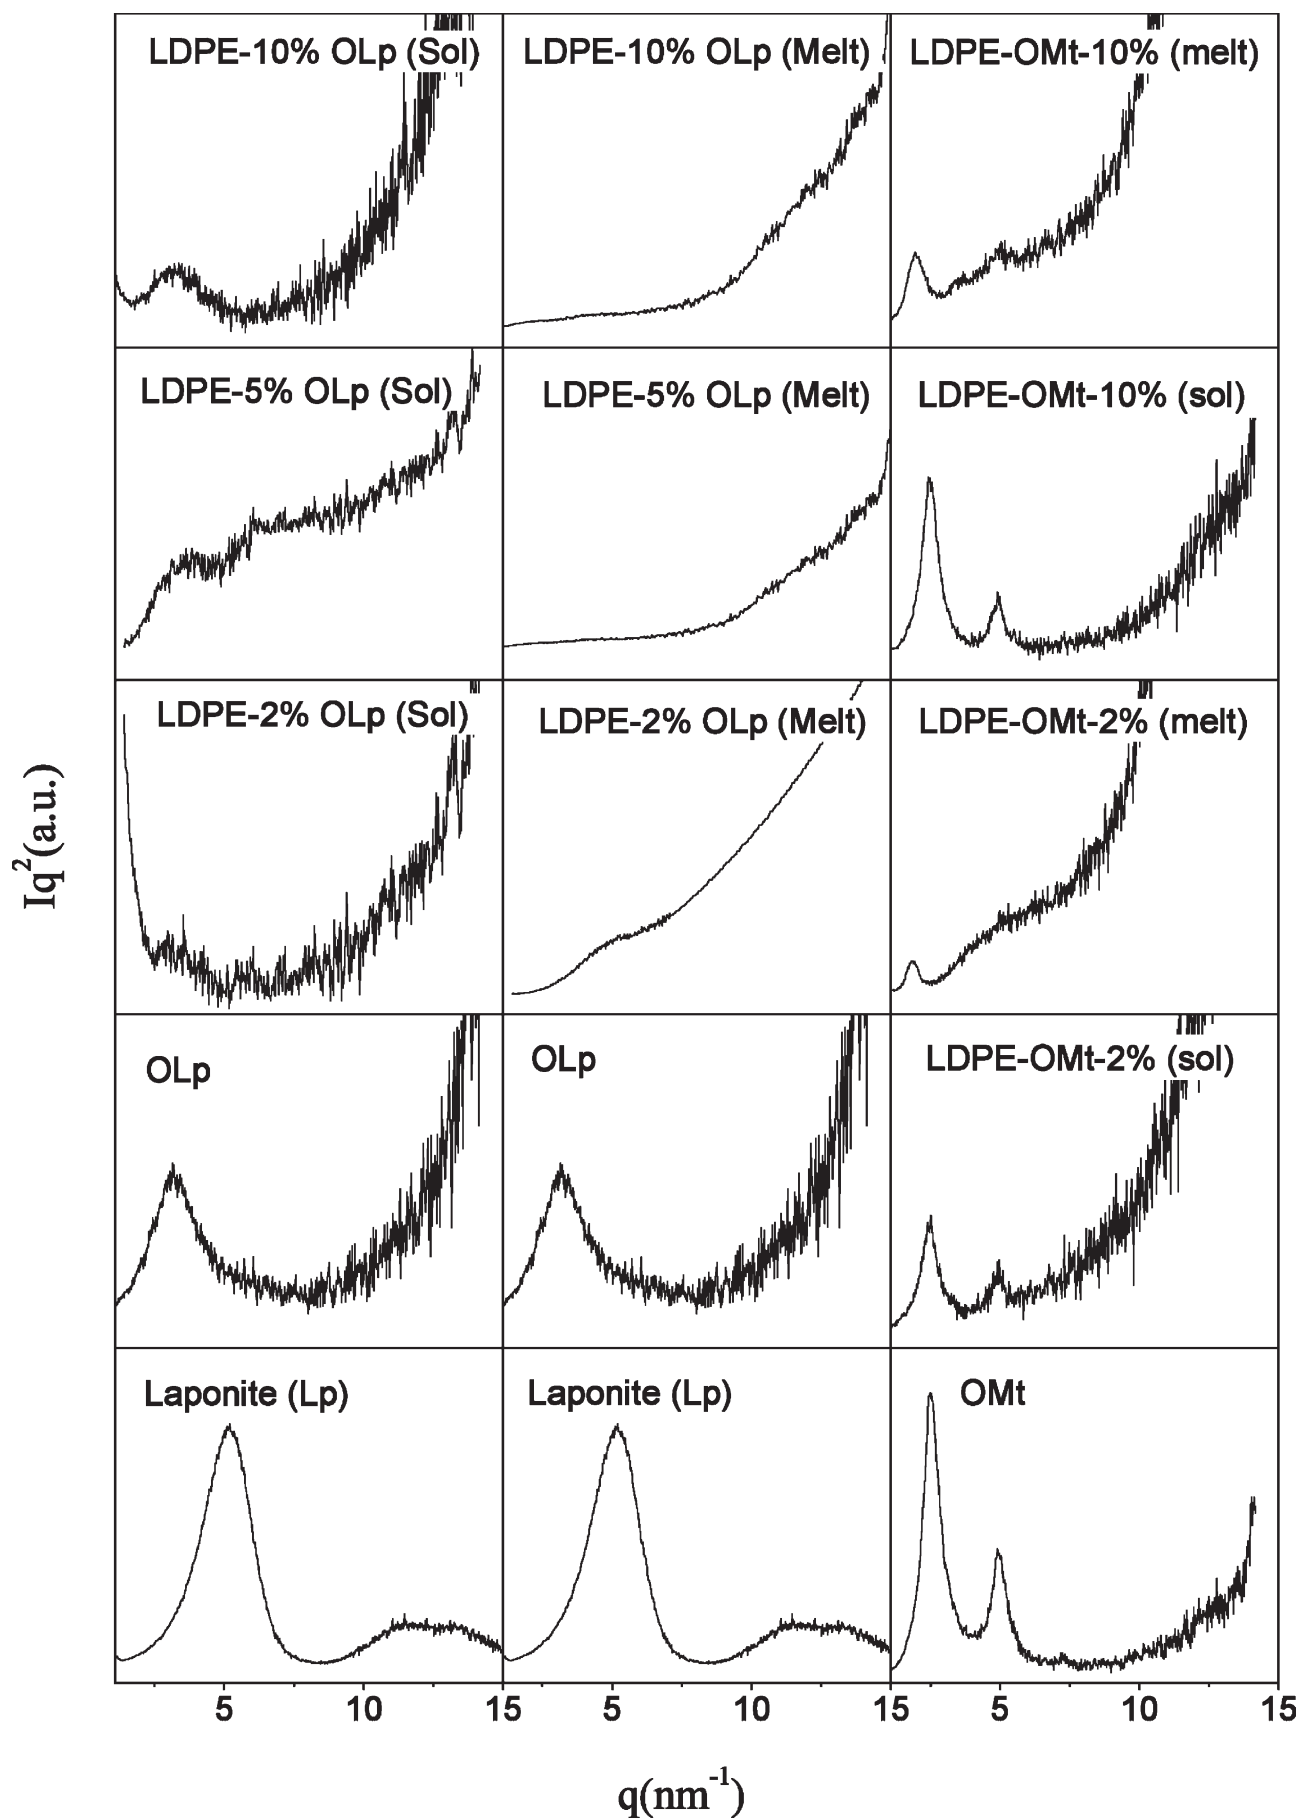 LDPE-10% OLp (Sol)
LDPE-10% OLp (Melt)
LDPE-OMt-10% (melt)
LDPE-5% OLp (Sol)
LDPE-5% OLp (Melt)
LDPE-OMt-10% (sol)
LDPE-2% OLp (Sol)
LDPE-2% OLp (Melt)
LDPE-OMt-2% (melt)
OLp
OLp
LDPE-OMt-2% (sol)
Laponite (Lp)
Laponite (Lp)
OMt
Iq²(a.u.)
5 10 15 5 10 15 5 10 15
q(nm⁻¹)